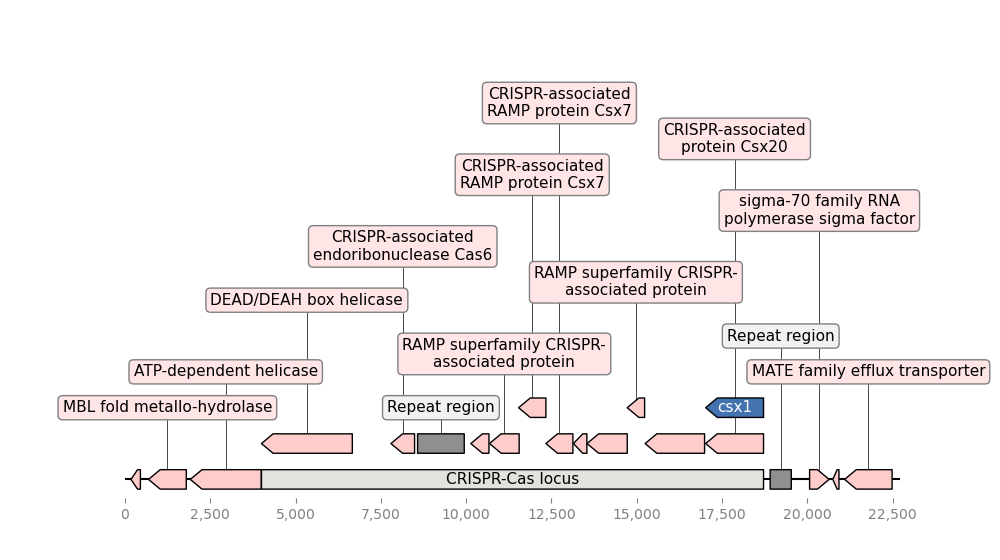 CRISPR-associated
RAMP protein Csx7
CRISPR-associated
protein Csx20
CRISPR-associated
RAMP protein Csx7
sigma-70 family RNA
polymerase sigma factor
CRISPR-associated
endoribonuclease Cas6
RAMP superfamily CRISPR-
associated protein
DEAD/DEAH box helicase
Repeat region
RAMP superfamily CRISPR-
associated protein
ATP-dependent helicase
MATE family efflux transporter
MBL fold metallo-hydrolase
Repeat region
csx1
CRISPR-Cas locus
0
2,500
5,000
7,500
10,000
12,500
15,000
17,500
20,000
22,500